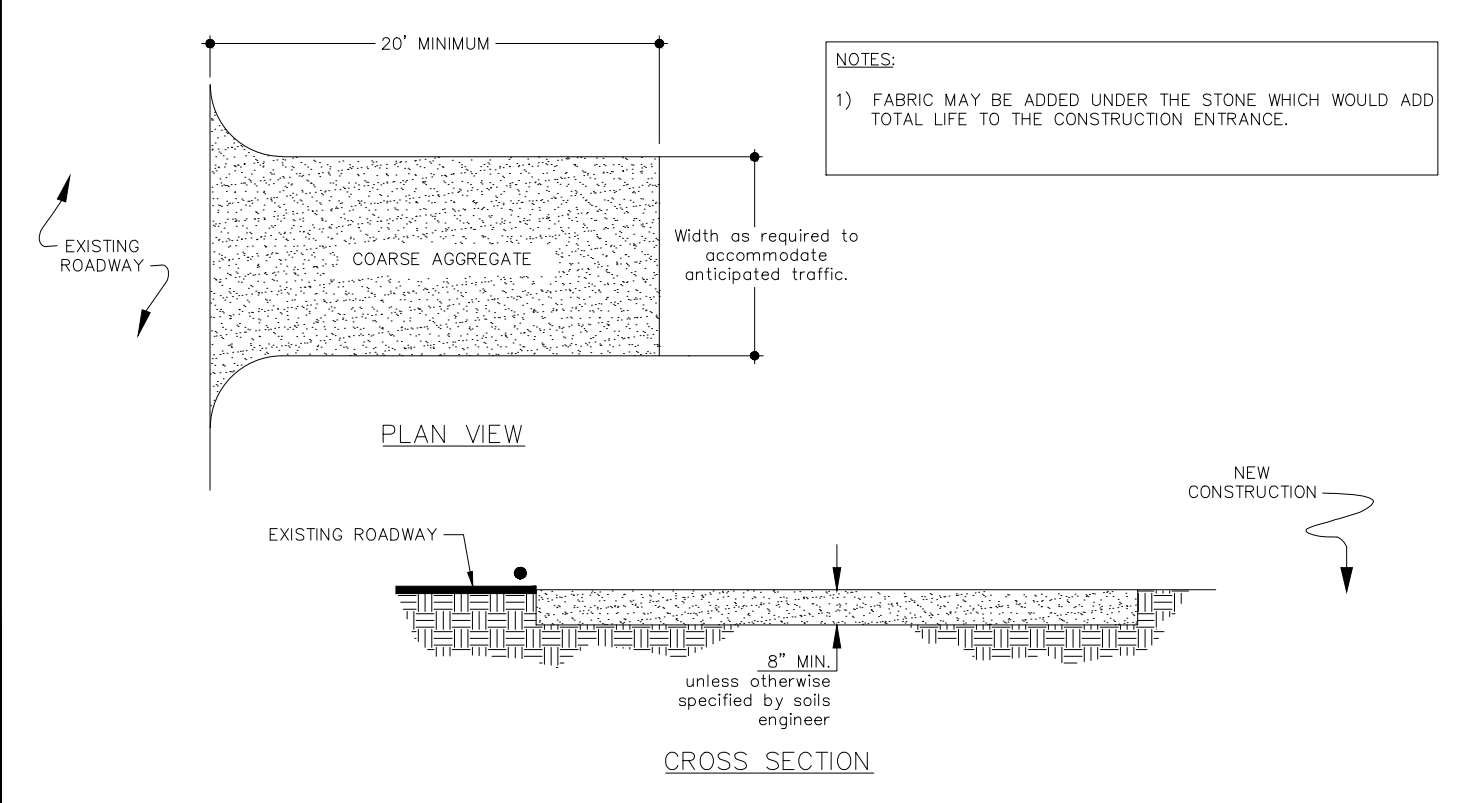 20' MINIMUM
NOTES:
1) FABRIC MAY BE ADDED UNDER THE STONE WHICH WOULD ADD
TOTAL LIFE TO THE CONSTRUCTION ENTRANCE.
EXISTING
ROADWAY
COARSE AGGREGATE
Width as required to
accommodate
anticipated traffic.
PLAN VIEW
NEW
CONSTRUCTION
EXISTING ROADWAY
8" MIN.
unless otherwise
specified by soils
engineer
CROSS SECTION